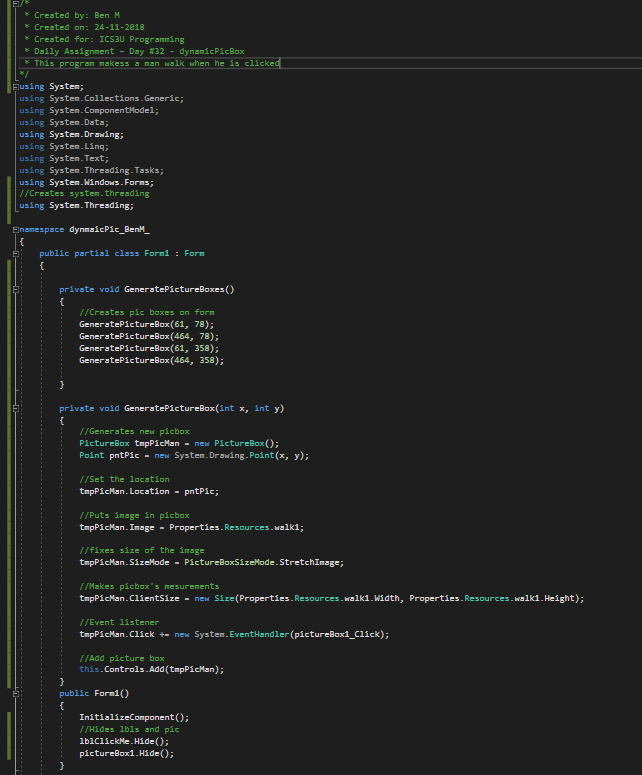 /*
* Created by: Ben M
* Created on: 24-11-2018
* Created for: ICS3U Programming
* Daily Assignment – Day #32 - dynamicPicBox
* This program makess a man walk when he is clicked
*/
using System;
using System.Collections.Generic;
using System.ComponentModel;
using System.Data;
using System.Drawing;
using System.Linq;
using System.Text;
using System.Threading.Tasks;
using System.Windows.Forms;
//Creates system.threading
using System.Threading;
namespace dynmaicPic_BenM_
{
public partial class Form1 : Form
{
private void GeneratePictureBoxes()
{
//Creates pic boxes on form
GeneratePictureBox(61, 78);
GeneratePictureBox(464, 78);
GeneratePictureBox(61, 358);
GeneratePictureBox(464, 358);
}
private void GeneratePictureBox(int x, int y)
{
//Generates new picbox
PictureBox tmpPicMan = new PictureBox();
Point pntPic = new System.Drawing.Point(x, y);
//Set the location
tmpPicMan.Location = pntPic;
//Puts image in picbox
tmpPicMan.Image = Properties.Resources.walk1;
//fixes size of the image
tmpPicMan.SizeMode = PictureBoxSizeMode.StretchImage;
//Makes picbox's mesurements
tmpPicMan.ClientSize = new Size(Properties.Resources.walk1.Width, Properties.Resources.walk1.Height);
//Event listener
tmpPicMan.Click += new System.EventHandler(pictureBox1_Click);
//Add picture box
this.Controls.Add(tmpPicMan);
}
public Form1()
{
InitializeComponent();
//Hides lbls and pic
lblClickMe.Hide();
pictureBox1.Hide();
}